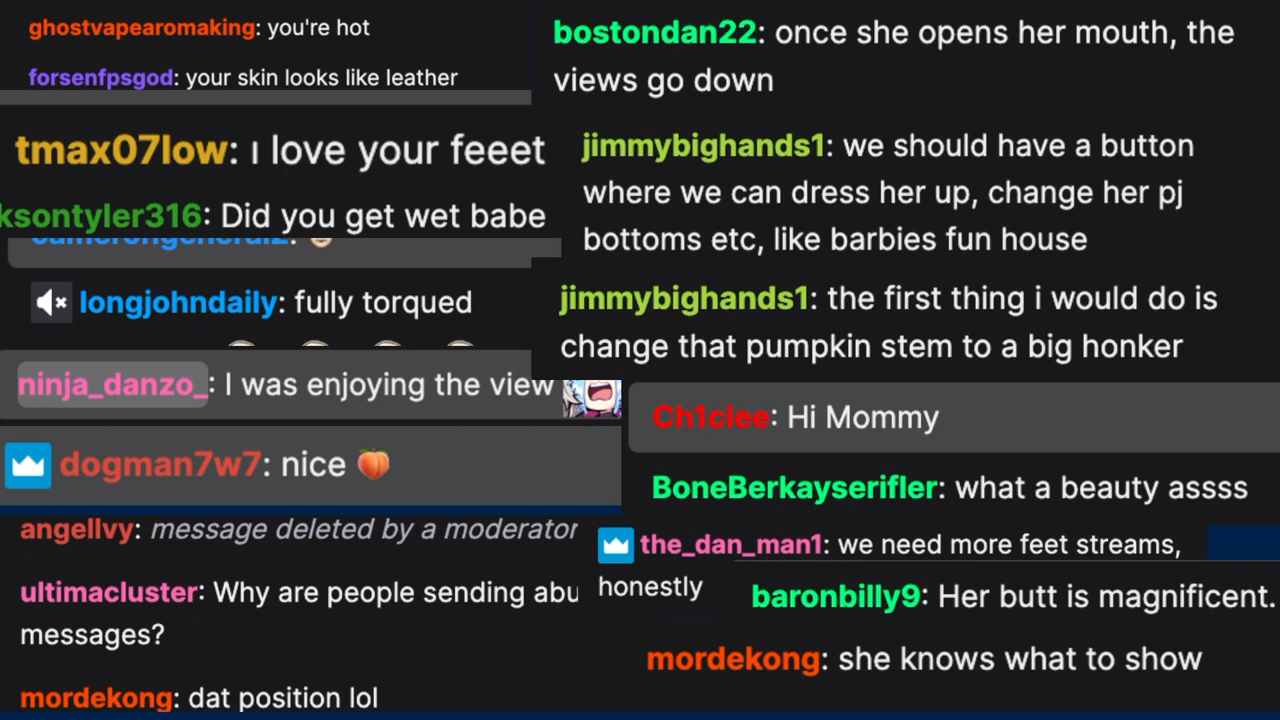 ghostvapearomaking: you're hot
forsenfpsgod: your skin looks like leather
tmax07low: ı love your feeet
ksontyler316: Did you get wet babe
longjohndaily: fully torqued
ninja_danzo_: I was enjoying the view
dogman7w7: nice 🍑
angellvy: message deleted by a moderator
ultimacluster: Why are people sending abu
messages?
mordekong: dat position lol
bostondan22: once she opens her mouth, the
views go down
jimmybighands1: we should have a button
where we can dress her up, change her pj
bottoms etc, like barbies fun house
jimmybighands1: the first thing i would do is
change that pumpkin stem to a big honker
Ch1clee: Hi Mommy
BoneBerkayserifler: what a beauty assss
the_dan_man1: we need more feet streams,
honestly
baronbilly9: Her butt is magnificent.
mordekong: she knows what to show